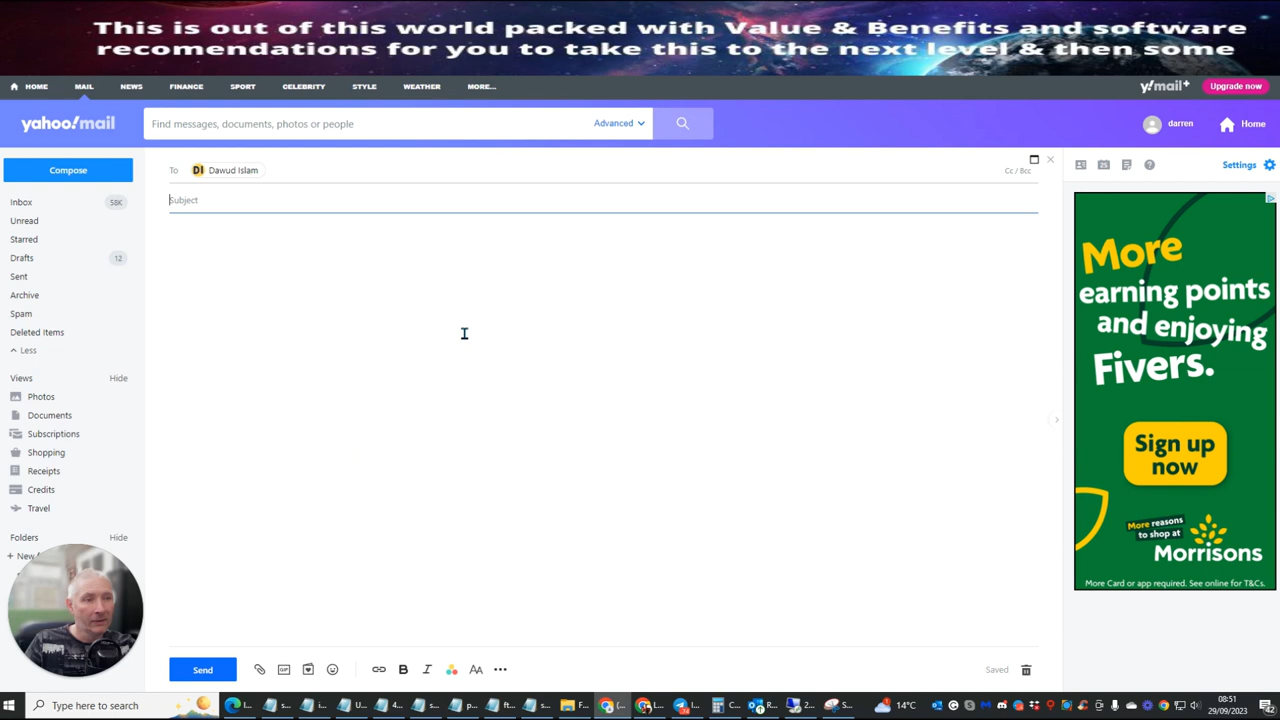 This is out of this world packed with Value & Benefits and software
recomendations for you to take this to the next level & then some
HOME MAIL NEWS FINANCE SPORT CELEBRITY STYLE WEATHER MORE...
y!mail+ Upgrade now
yahoo!mail
Find messages, documents, photos or people
Advanced
darren
Home
Compose
To
DI Dawud Islam
Cc / Bcc
25
Settings
Subject
Inbox 58K
Unread
Starred
Drafts 12
Sent
Archive
Spam
Deleted Items
Less
Views Hide
Photos
Documents
Subscriptions
Shopping
Receipts
Credits
Travel
Folders Hide
+ New
More
earning points
and enjoying
Fivers.
Sign up
now
More reasons
to shop at
Morrisons
More Card or app required. See online for T&Cs.
Send
GIF
B I AA
Saved
Type here to search
14°C
08:51
29/09/2023